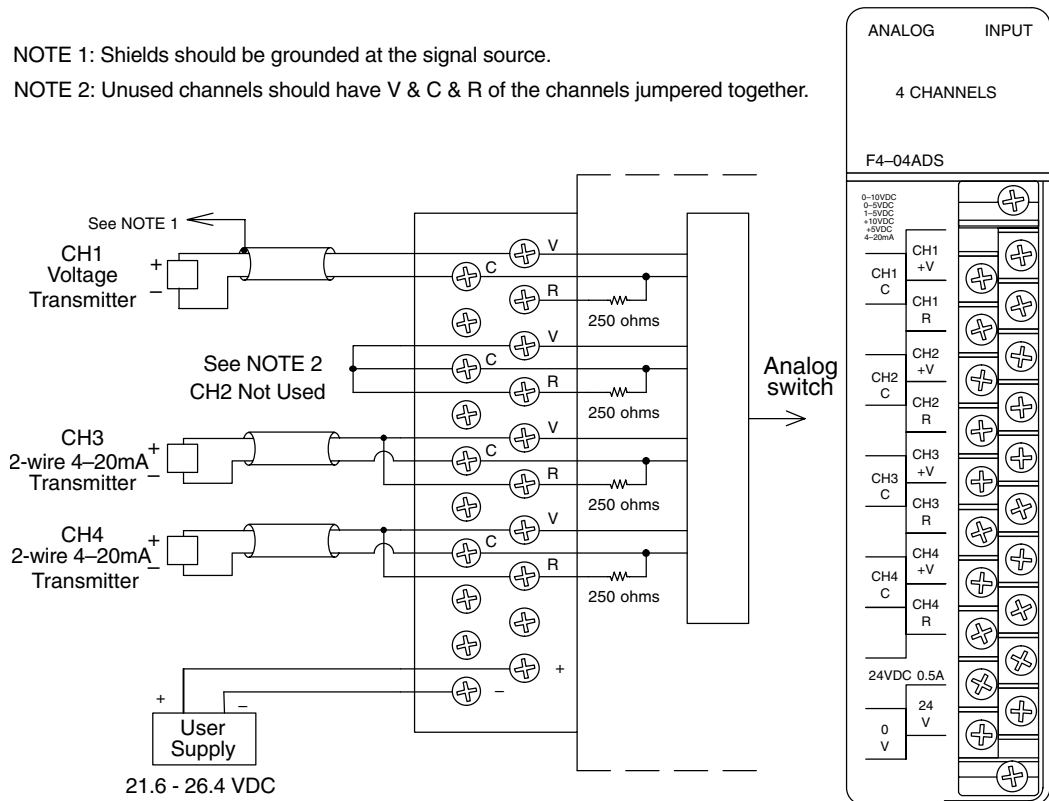 NOTE 1: Shields should be grounded at the signal source.
NOTE 2: Unused channels should have V & C & R of the channels jumpered together.
See NOTE 1
CH1
Voltage
Transmitter
+
–
V
C
R
250 ohms
See NOTE 2
CH2 Not Used
V
C
R
250 ohms
CH3
2-wire 4–20mA
Transmitter
+
–
V
C
R
250 ohms
CH4
2-wire 4–20mA
Transmitter
+
–
V
C
R
250 ohms
Analog
switch
+
–
+
–
User
Supply
21.6 - 26.4 VDC
ANALOG INPUT
4 CHANNELS
F4–04ADS
0–10VDC
0–5VDC
1–5VDC
+10VDC
+5VDC
4–20mA
CH1
+V
CH1
C
CH1
R
CH2
+V
CH2
C
CH2
R
CH3
+V
CH3
C
CH3
R
CH4
+V
CH4
C
CH4
R
24VDC 0.5A
24
V
0
V